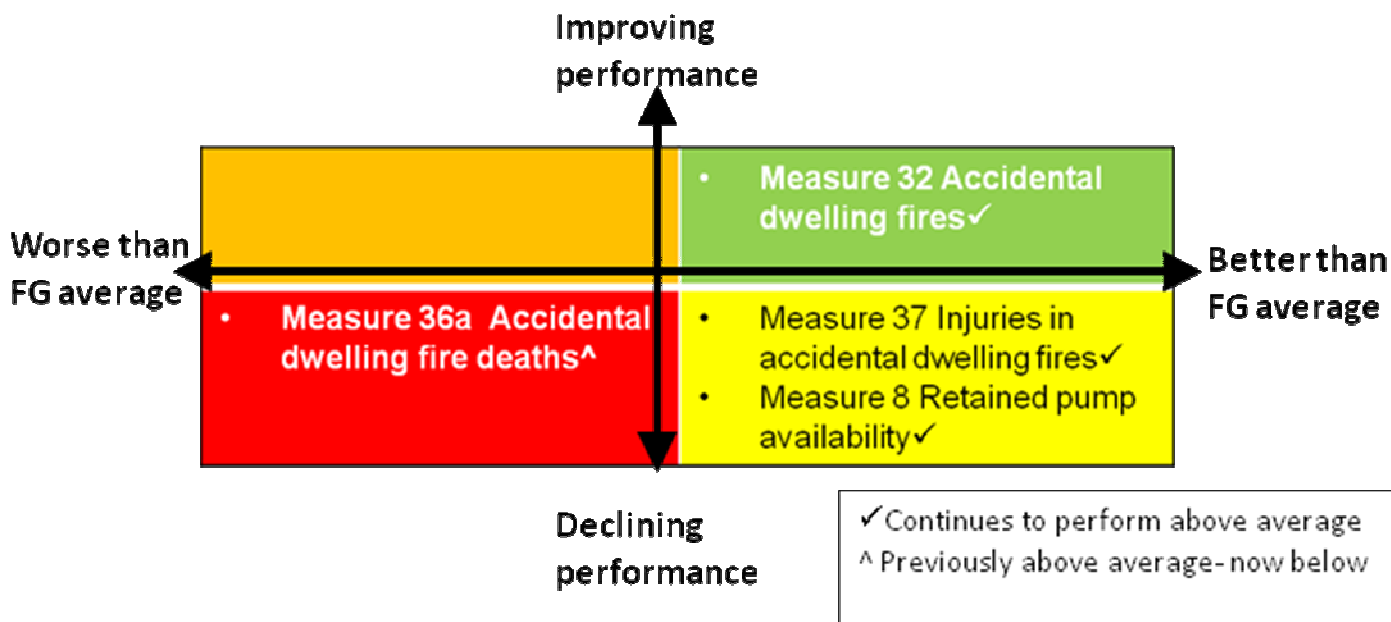 Improving
performance
• Measure 32 Accidental
dwelling fires✓
Worse than
FG average
Better than
FG average
• Measure 36a Accidental
dwelling fire deaths^
• Measure 37 Injuries in
accidental dwelling fires✓
• Measure 8 Retained pump
availability✓
Declining
performance
✓Continues to perform above average
^ Previously above average- now below